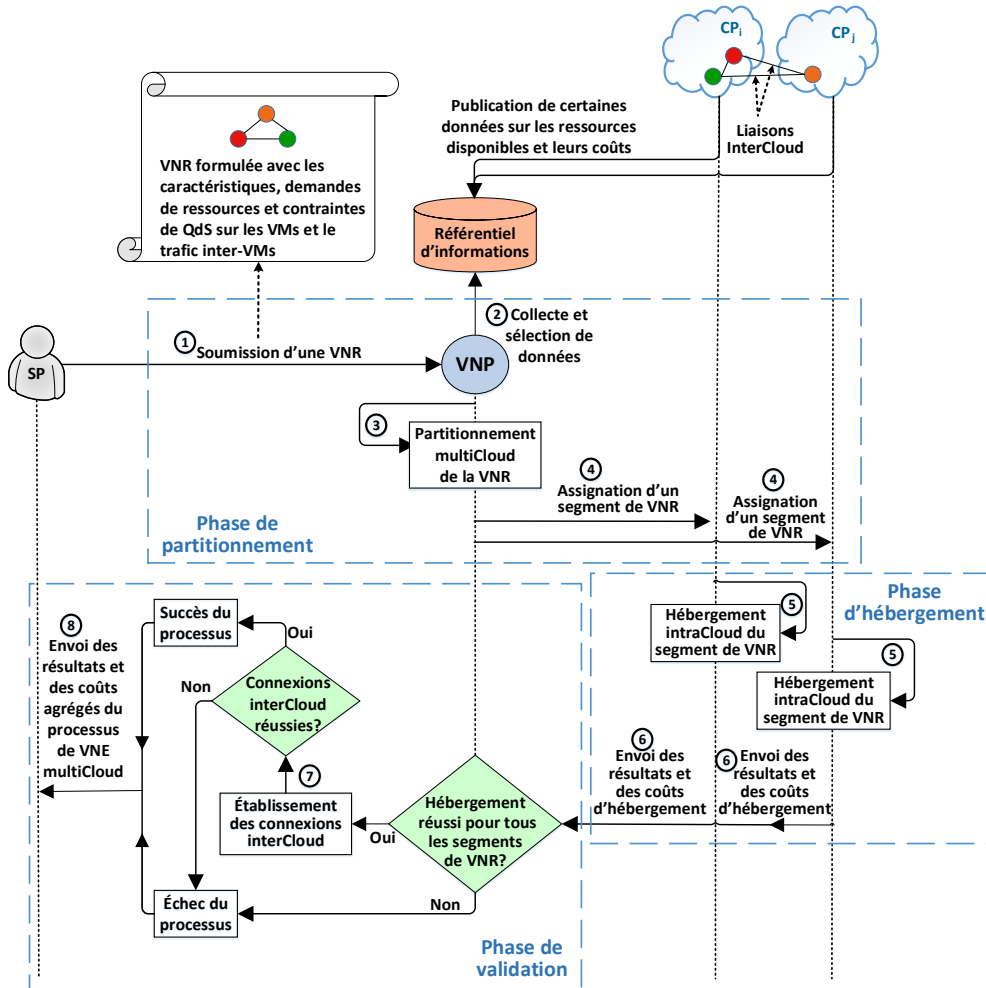 CPi
CPj
Publication de certaines
données sur les ressources
disponibles et leurs coûts
Liaisons
InterCloud
VNR formulée avec les
caractéristiques, demandes
de ressources et contraintes
de QdS sur les VMs et le
trafic inter-VMs
Référentiel
d'informations
SP
1
Soumission d'une VNR
2
Collecte et
sélection de
données
VNP
3
Partitionnement
multiCloud
de la VNR
4
Assignation d'un
segment de VNR
4
Assignation
d'un segment
de VNR
Phase de
partitionnement
Phase
d'hébergement
5
Hébergement
intraCloud du
segment de VNR
5
Hébergement
intraCloud du
segment de VNR
6
Envoi des
résultats et
des coûts
d'hébergement
6
Envoi des
résultats et
des coûts
d'hébergement
Hébergement
réussi pour tous
les segments
de VNR?
Oui
Non
7
Établissement
des connexions
interCloud
Connexions
interCloud
réussies?
Oui
Non
Succès du
processus
Échec du
processus
8
Envoi des
résultats et
des coûts
agrégés du
processus
de VNE
multiCloud
Phase de
validation